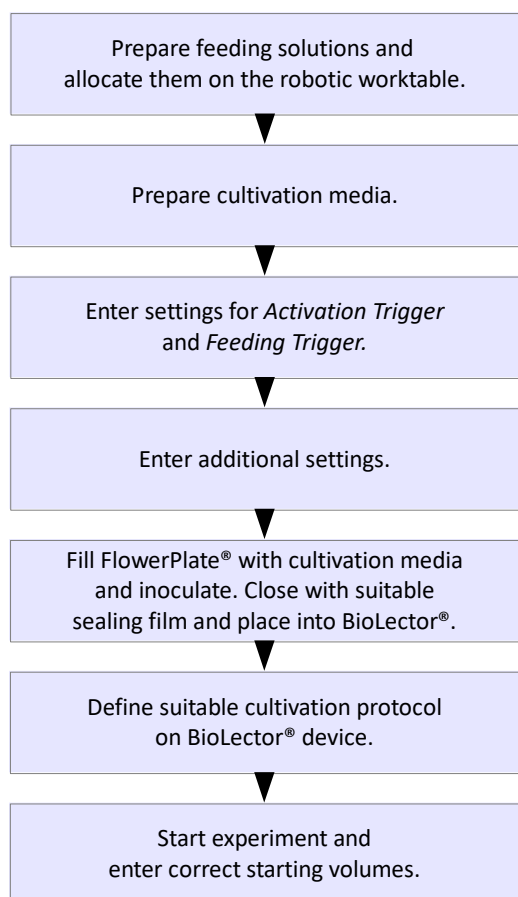 Prepare feeding solutions and
allocate them on the robotic worktable.
Prepare cultivation media.
Enter settings for Activation Trigger
and Feeding Trigger.
Enter additional settings.
Fill FlowerPlate® with cultivation media
and inoculate. Close with suitable
sealing film and place into BioLector®.
Define suitable cultivation protocol
on BioLector® device.
Start experiment and
enter correct starting volumes.